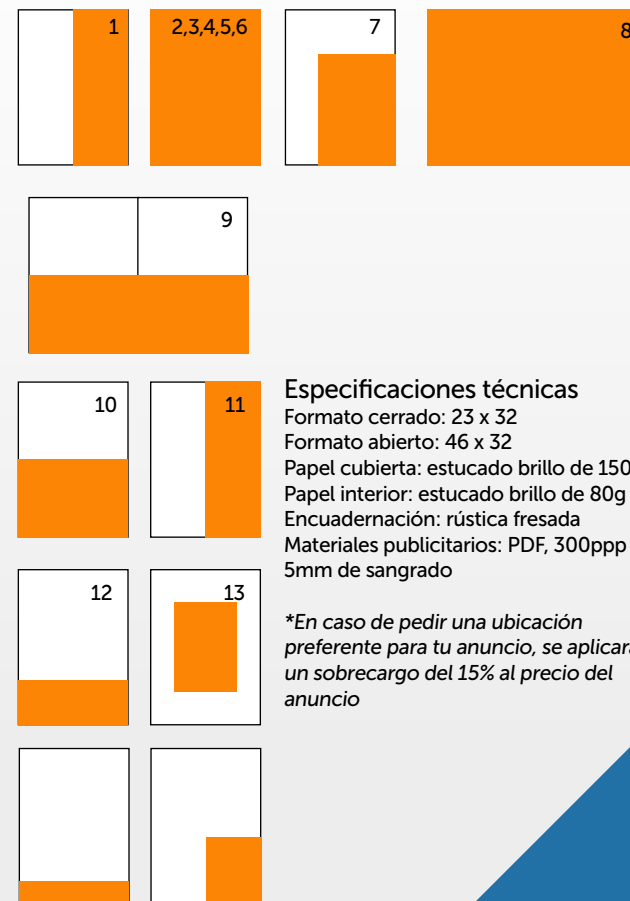 1
2,3,4,5,6
7
8
9
10
11
12
13
Especificaciones técnicas
Formato cerrado: 23 x 32
Formato abierto: 46 x 32
Papel cubierta: estucado brillo de 150
Papel interior: estucado brillo de 80g
Encuadernación: rústica fresada
Materiales publicitarios: PDF, 300ppp
5mm de sangrado
*En caso de pedir una ubicación
preferente para tu anuncio, se aplicará
un sobrecargo del 15% al precio del
anuncio